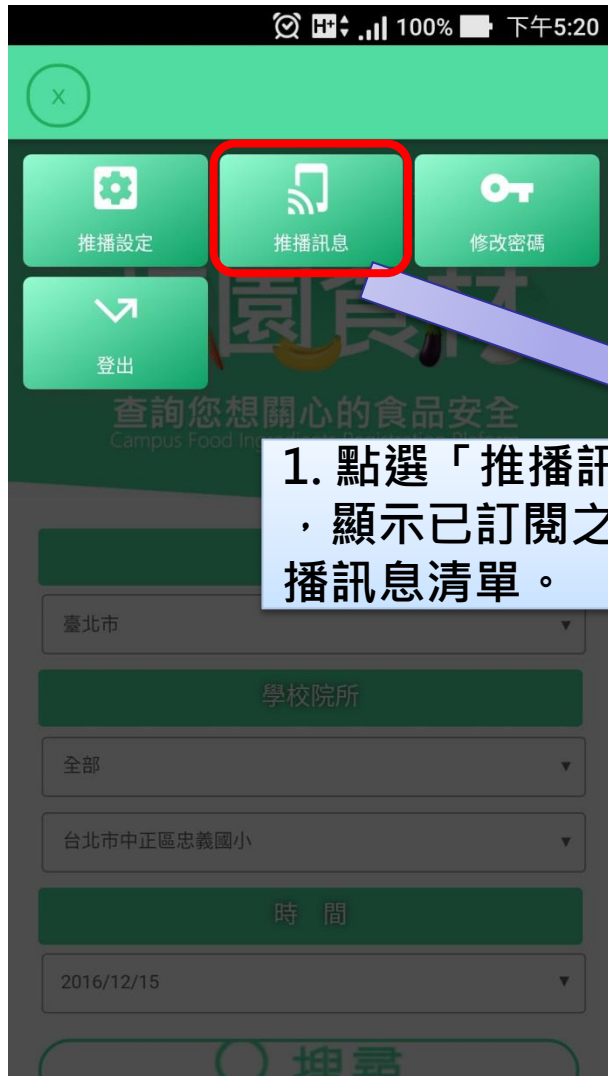 100% 下午5:20
x
推播設定 推播訊息 修改密碼
園食材
登出
查詢您想關心的食品安全
Campus Food
1. 點選「推播訊
，顯示已訂閱之
播訊息清單。
臺北市
學校院所
全部
台北市中正區忠義國小
時 間
2016/12/15
搜尋